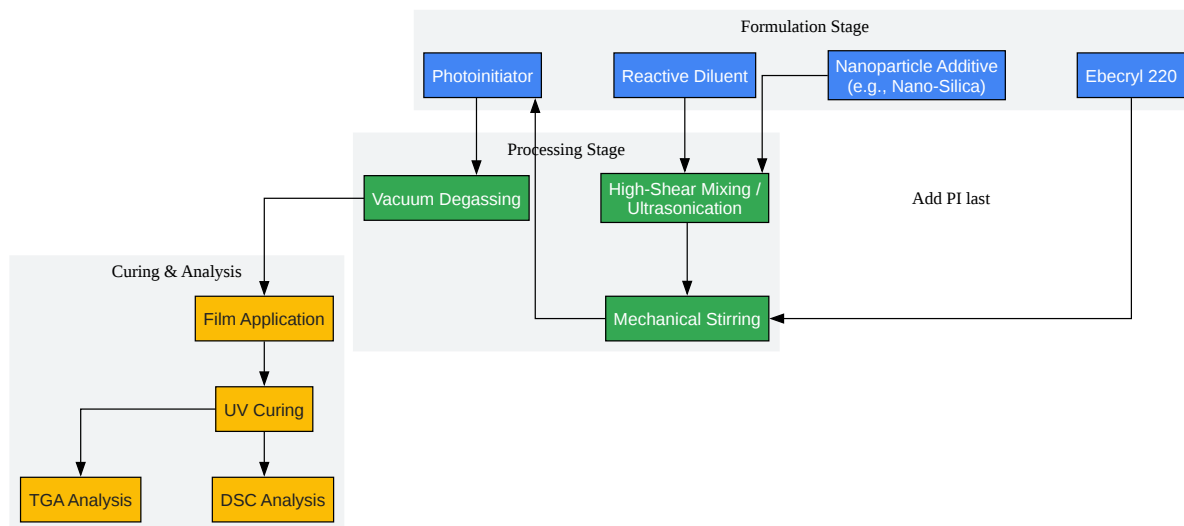 Formulation Stage
Photoinitiator
Reactive Diluent
Nanoparticle Additive
(e.g., Nano-Silica)
Ebecryl 220
Processing Stage
Vacuum Degassing
High-Shear Mixing /
Ultrasonication
Add PI last
Curing & Analysis
Film Application
Mechanical Stirring
UV Curing
TGA Analysis
DSC Analysis